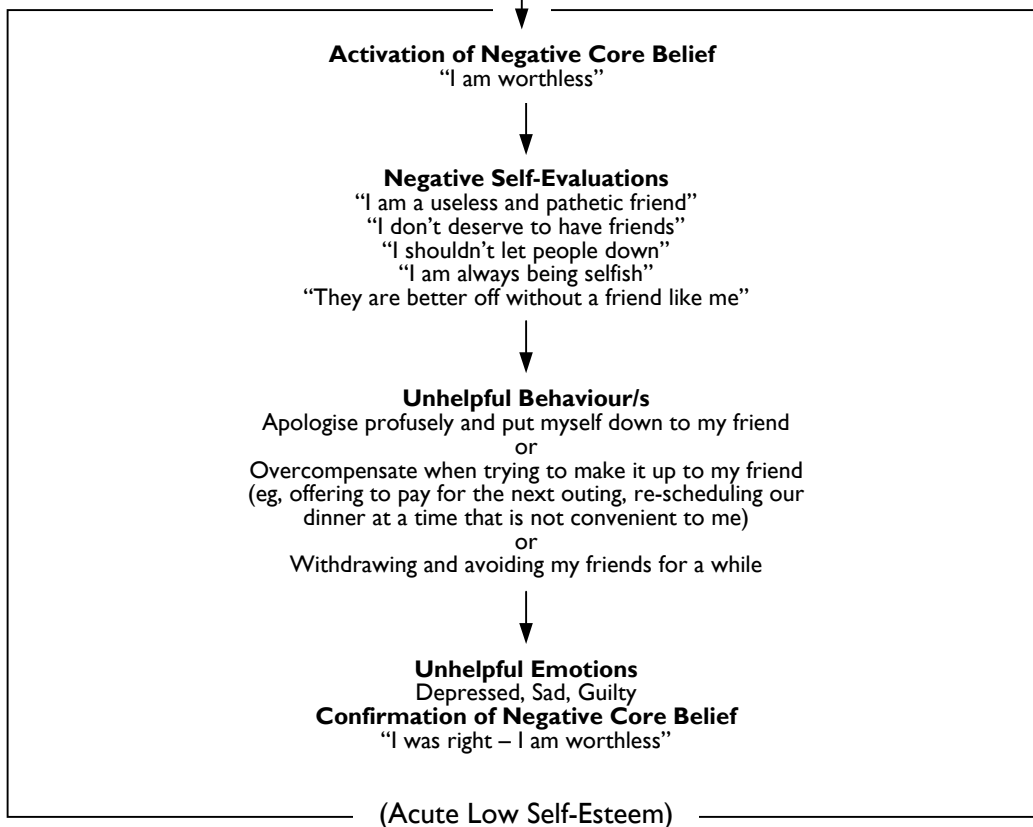 Activation of Negative Core Belief
“I am worthless”
Negative Self-Evaluations
“I am a useless and pathetic friend”
“I don’t deserve to have friends”
“I shouldn’t let people down”
“I am always being selfish”
“They are better off without a friend like me”
Unhelpful Behaviour/s
Apologise profusely and put myself down to my friend
or
Overcompensate when trying to make it up to my friend
(eg, offering to pay for the next outing, re-scheduling our
dinner at a time that is not convenient to me)
or
Withdrawing and avoiding my friends for a while
Unhelpful Emotions
Depressed, Sad, Guilty
Confirmation of Negative Core Belief
“I was right – I am worthless”
(Acute Low Self-Esteem)